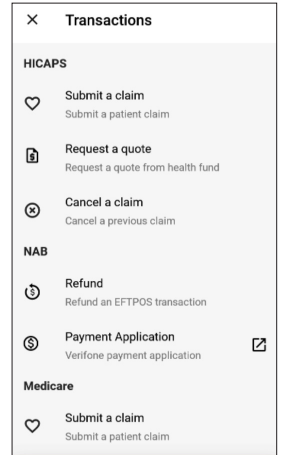 Transactions
HICAPS
Submit a claim
Submit a patient claim
Request a quote
Request a quote from health fund
Cancel a claim
Cancel a previous claim
NAB
Refund
Refund an EFTPOS transaction
Payment Application
Verifone payment application
Medicare
Submit a claim
Submit a patient claim